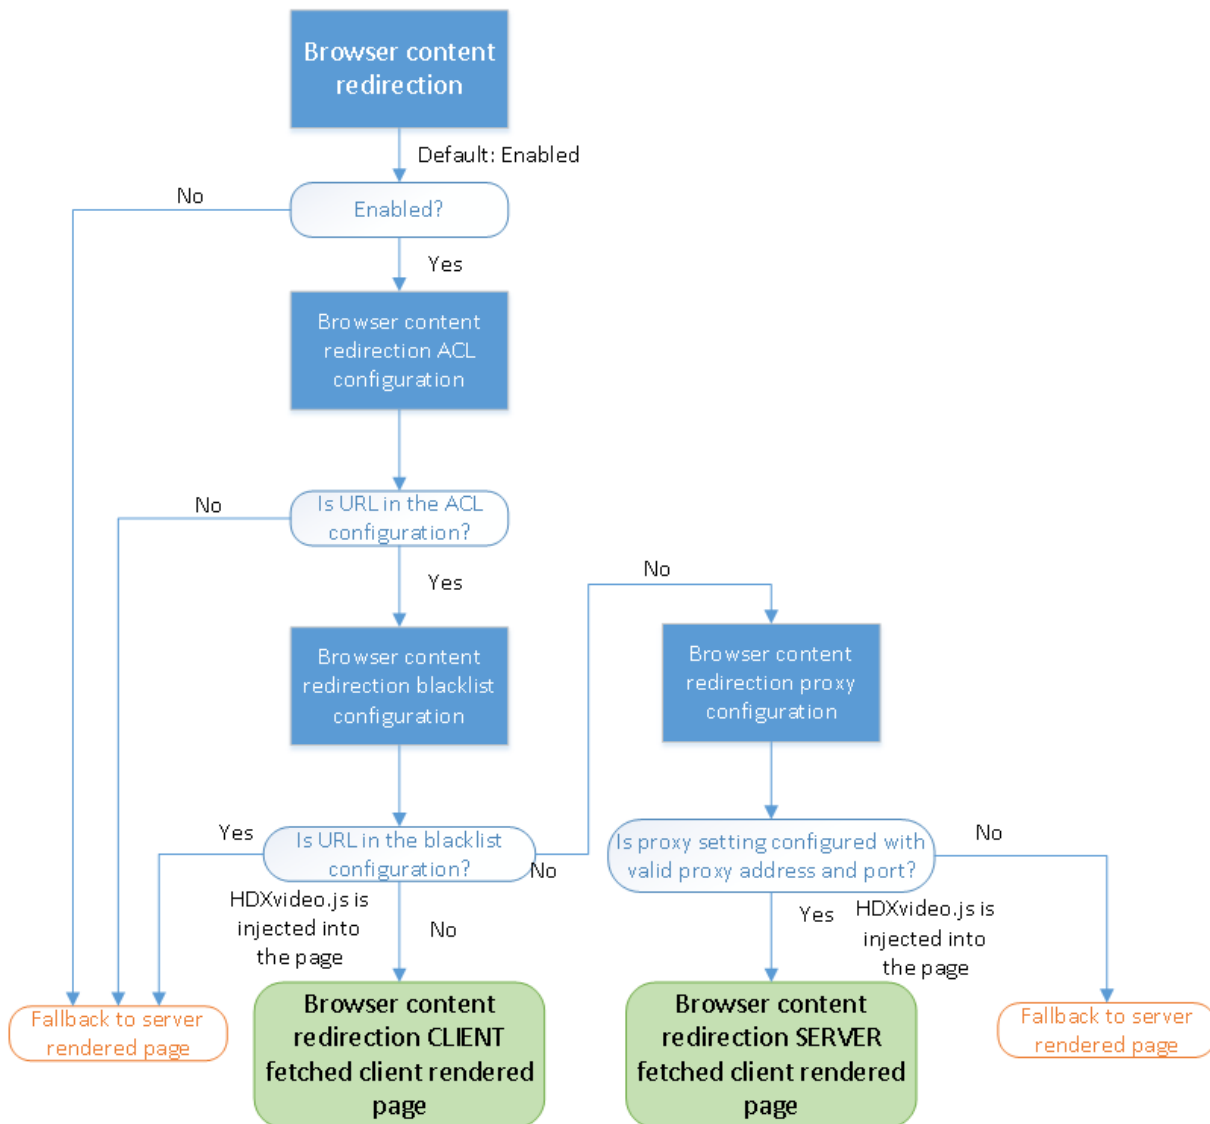 Browser content
redirection
Default: Enabled
No
Enabled?
Yes
Browser content
redirection ACL
configuration
No
Is URL in the ACL
configuration?
Yes
No
Browser content
redirection blacklist
configuration
Browser content
redirection proxy
configuration
Yes
Is URL in the blacklist
configuration?
No
Is proxy setting configured with
valid proxy address and port?
No
HDXvideo.js is
injected into
the page
No
Yes
HDXvideo.js is
injected into
the page
Fallback to server
rendered page
Browser content
redirection CLIENT
fetched client rendered
page
Browser content
redirection SERVER
fetched client rendered
page
Fallback to server
rendered page